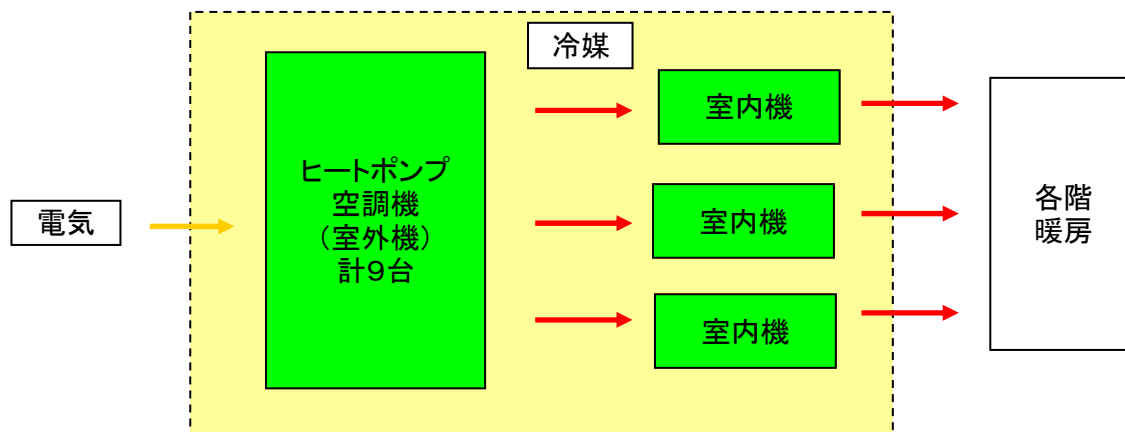 冷媒
電気
ヒートポンプ
空調機
（室外機）
計９台
室内機
室内機
室内機
各階
暖房